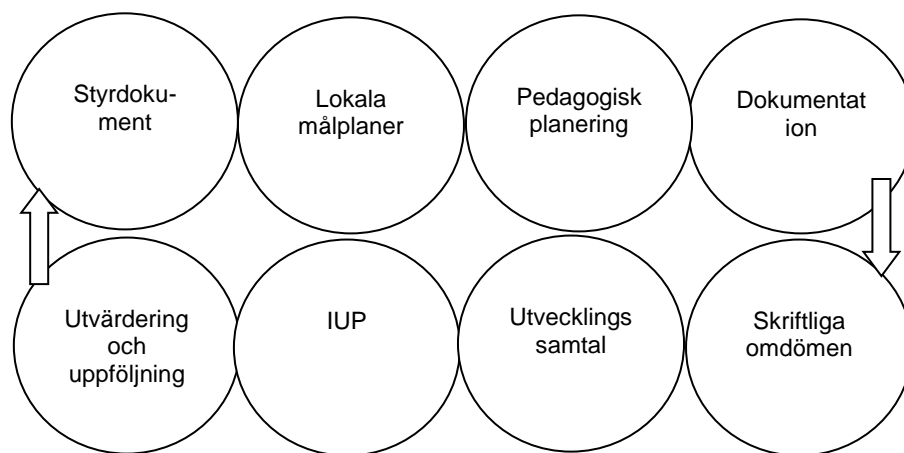 Styrdoku-
ment
Lokala
målplaner
Pedagogisk
planering
Dokumentat
ion
Utvärdering
och
uppföljning
IUP
Utvecklings
samtal
Skriftliga
omdömen